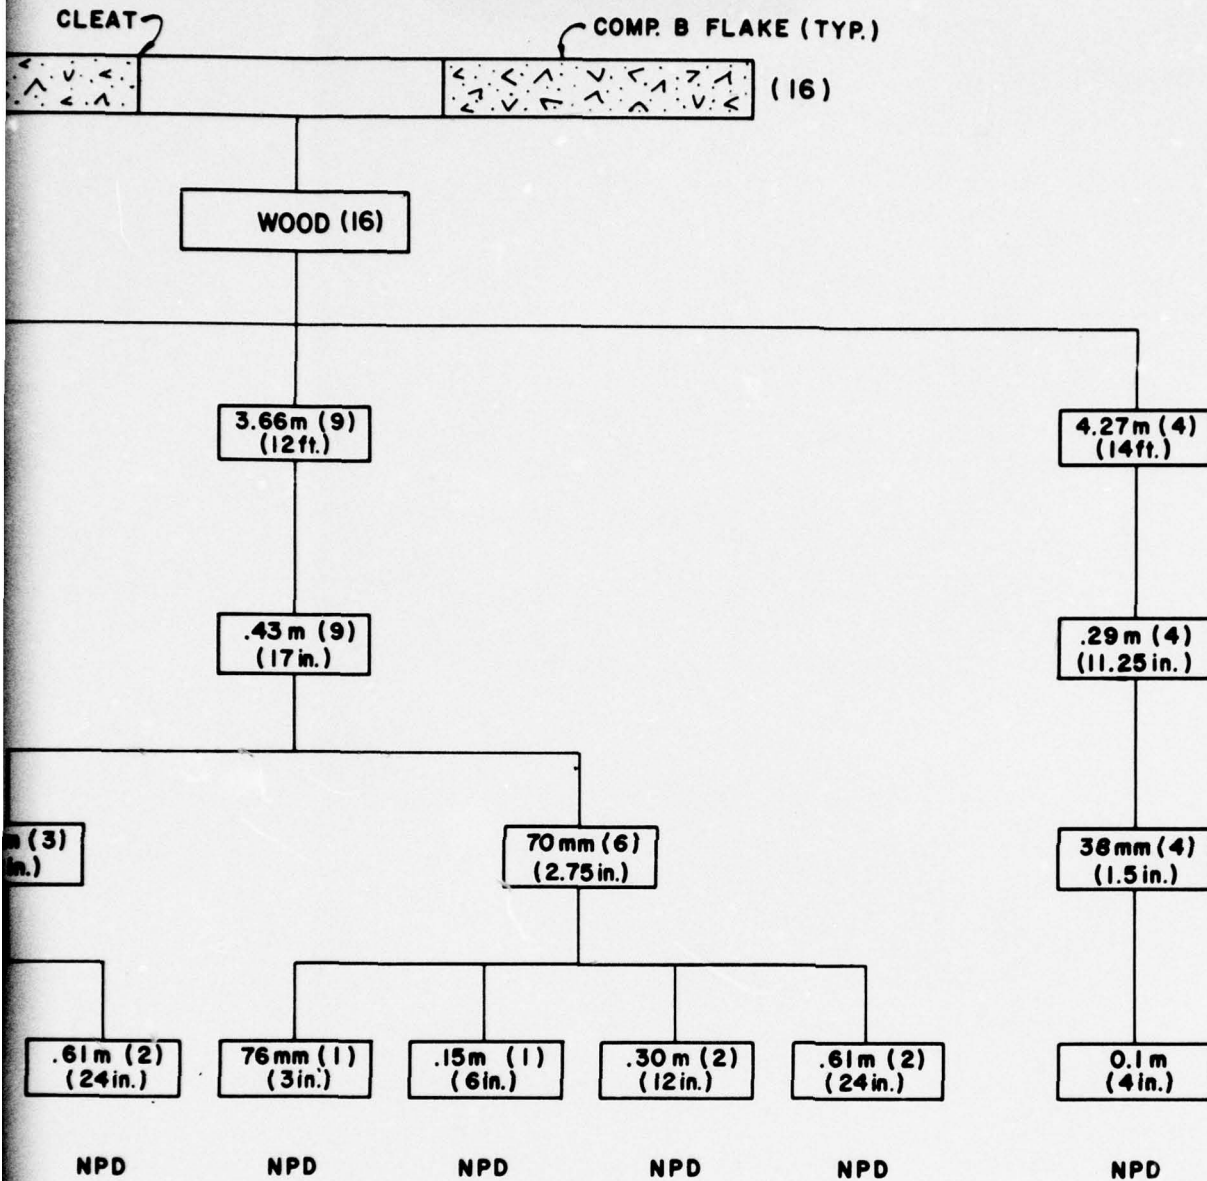 CLEAT
COMP. B FLAKE (TYP.)
(16)
WOOD (16)
3.66m (9)
(12ft.)
4.27m (4)
(14ft.)
.43m (9)
(17in.)
.29m (4)
(11.25in.)
m (3)
in.)
70mm (6)
(2.75in.)
38mm (4)
(1.5in.)
.61m (2)
(24in.)
76mm (1)
(3in.)
.15m (1)
(6in.)
.30m (2)
(12in.)
.61m (2)
(24in.)
0.1m
(4in.)
NPD
NPD
NPD
NPD
NPD
NPD